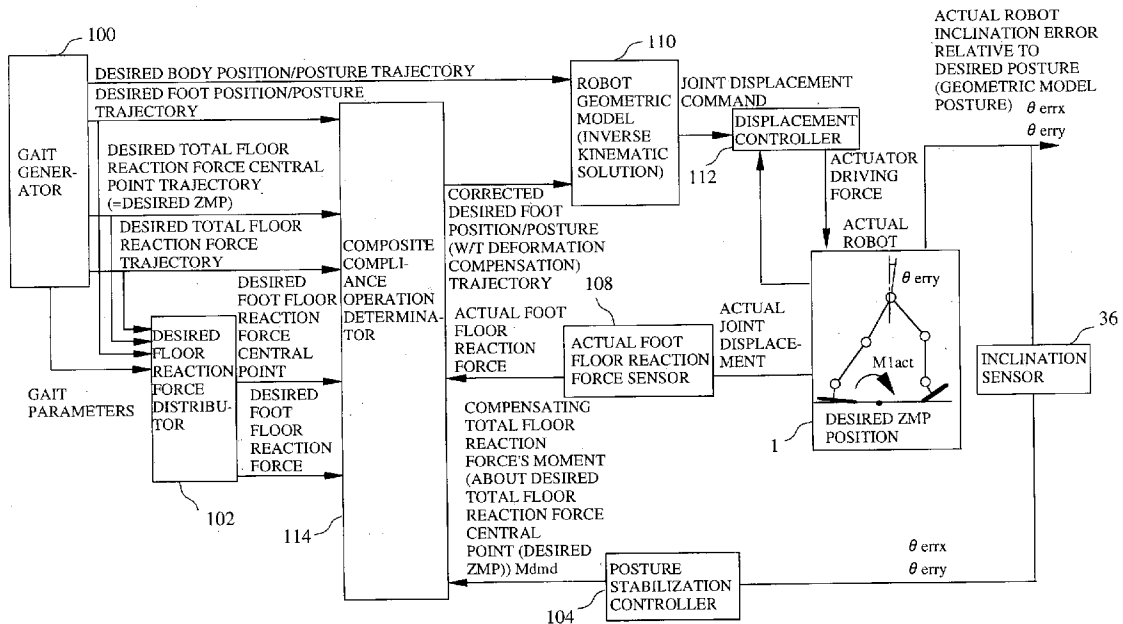 100
GAIT
GENER-
ATOR
DESIRED BODY POSITION/POSTURE TRAJECTORY
DESIRED FOOT POSITION/POSTURE
TRAJECTORY
DESIRED TOTAL FLOOR
REACTION FORCE CENTRAL
POINT TRAJECTORY
(=DESIRED ZMP)
DESIRED TOTAL FLOOR
REACTION FORCE
TRAJECTORY
GAIT
PARAMETERS
DESIRED
FLOOR
REACTION
FORCE
DISTRIBU-
TOR
102
DESIRED
FOOT FLOOR
REACTION
FORCE
CENTRAL
POINT
DESIRED
FOOT
FLOOR
REACTION
FORCE
COMPOSITE
COMPLI-
ANCE
OPERATION
DETERMINA-
TOR
114
110
ROBOT
GEOMETRIC
MODEL
(INVERSE
KINEMATIC
SOLUTION)
CORRECTED
DESIRED FOOT
POSITION/POSTURE
(W/T DEFORMATION
COMPENSATION)
TRAJECTORY
JOINT DISPLACEMENT
COMMAND
DISPLACEMENT
CONTROLLER
112
ACTUATOR
DRIVING
FORCE
ACTUAL
ROBOT
θ erry
M1act
DESIRED ZMP
POSITION
1
ACTUAL
JOINT
DISPLACE-
MENT
108
ACTUAL FOOT
FLOOR REACTION
FORCE SENSOR
ACTUAL FOOT
FLOOR
REACTION
FORCE
COMPENSATING
TOTAL FLOOR
REACTION
FORCE'S MOMENT
(ABOUT DESIRED
TOTAL FLOOR
REACTION FORCE
CENTRAL
POINT (DESIRED
ZMP)) Mdmd
POSTURE
STABILIZATION
CONTROLLER
104
θ errx
θ erry
36
INCLINATION
SENSOR
ACTUAL ROBOT
INCLINATION ERROR
RELATIVE TO
DESIRED POSTURE
(GEOMETRIC MODEL
POSTURE)
θ errx
θ erry